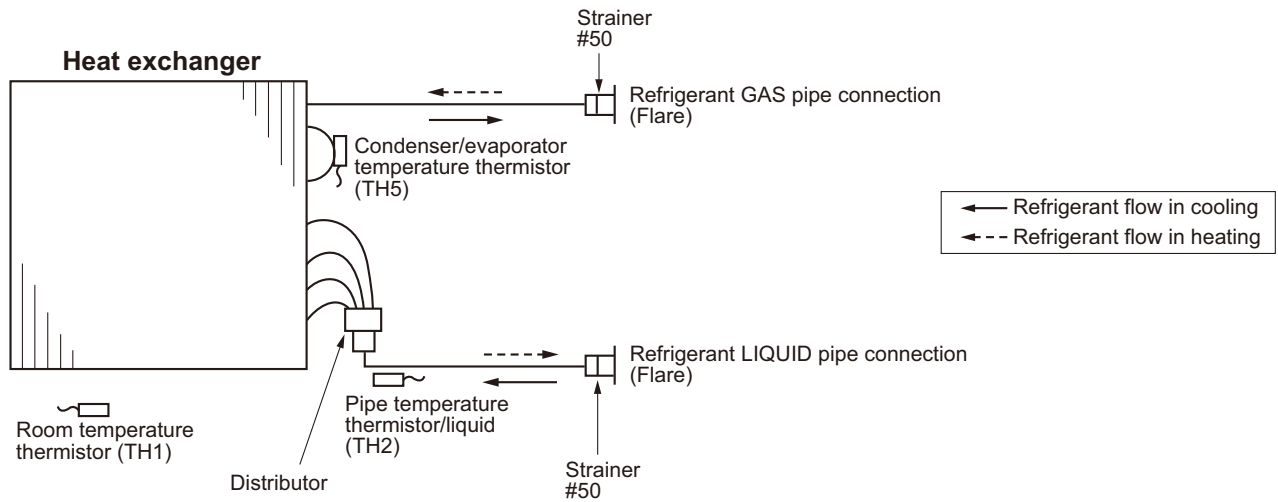 Strainer
#50
Heat exchanger
Refrigerant GAS pipe connection
(Flare)
Condenser/evaporator
temperature thermistor
(TH5)
Refrigerant flow in cooling
Refrigerant flow in heating
Refrigerant LIQUID pipe connection
(Flare)
Pipe temperature
thermistor/liquid
(TH2)
Room temperature
thermistor (TH1)
Distributor
Strainer
#50